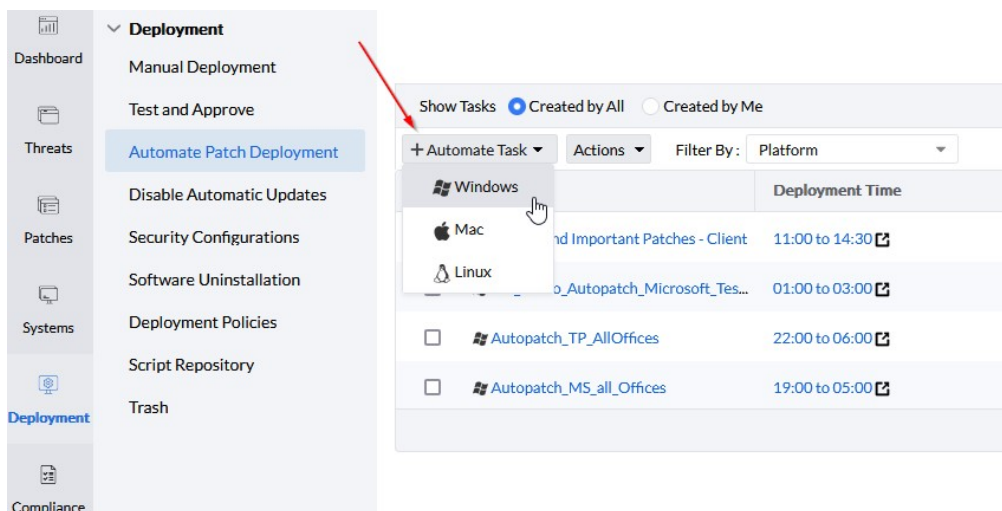 Dashboard
Threats
Patches
Systems
Deployment
Compliance
Deployment
Manual Deployment
Test and Approve
Automate Patch Deployment
Disable Automatic Updates
Security Configurations
Software Uninstallation
Deployment Policies
Script Repository
Trash
Show Tasks Created by All Created by Me
+ Automate Task Actions Filter By : Platform
Windows
Mac
Linux
Deployment Time
nd Important Patches - Client 11:00 to 14:30
o_Autopatch_Microsoft_Tes... 01:00 to 03:00
Autopatch_TP_AllOffices 22:00 to 06:00
Autopatch_MS_all_Offices 19:00 to 05:00